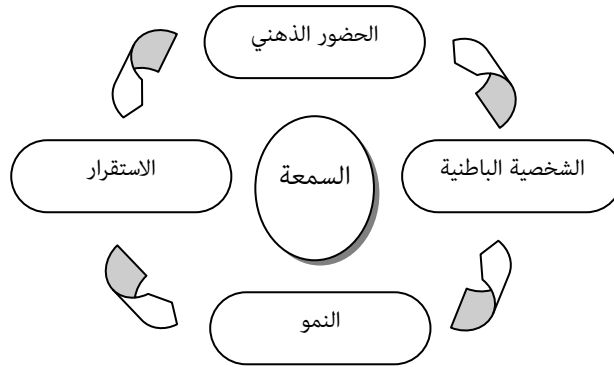 الحضور الذهني
الشخصية الباطنية
السمعة
الاستقرار
النمو